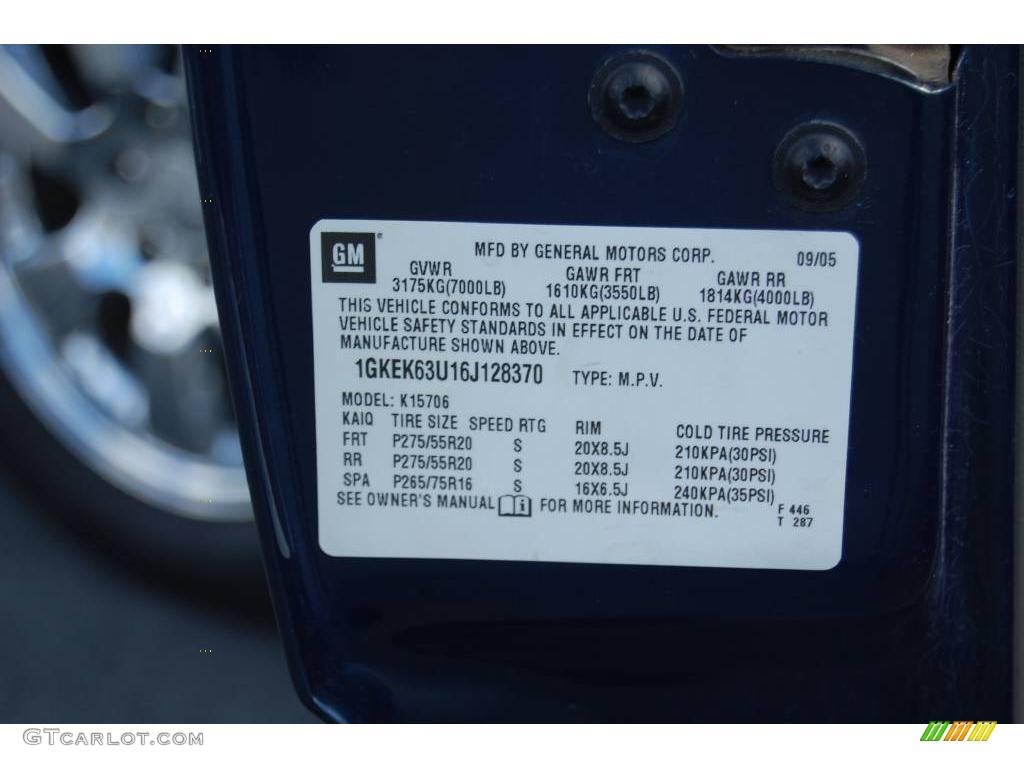 GM ® MFD BY GENERAL MOTORS CORP. 09/05
GVWR GAWR FRT GAWR RR
3175KG(7000LB) 1610KG(3550LB) 1814KG(4000LB)
THIS VEHICLE CONFORMS TO ALL APPLICABLE U.S. FEDERAL MOTOR
VEHICLE SAFETY STANDARDS IN EFFECT ON THE DATE OF
MANUFACTURE SHOWN ABOVE.
1GKEK63U16J128370 TYPE: M.P.V.
MODEL: K15706
KAIQ TIRE SIZE SPEED RTG RIM COLD TIRE PRESSURE
FRT P275/55R20 S 20X8.5J 210KPA(30PSI)
RR P275/55R20 S 20X8.5J 210KPA(30PSI)
SPA P265/75R16 S 16X6.5J 240KPA(35PSI)
SEE OWNER'S MANUAL i FOR MORE INFORMATION. F 446
T 287
GTCARLOT.COM